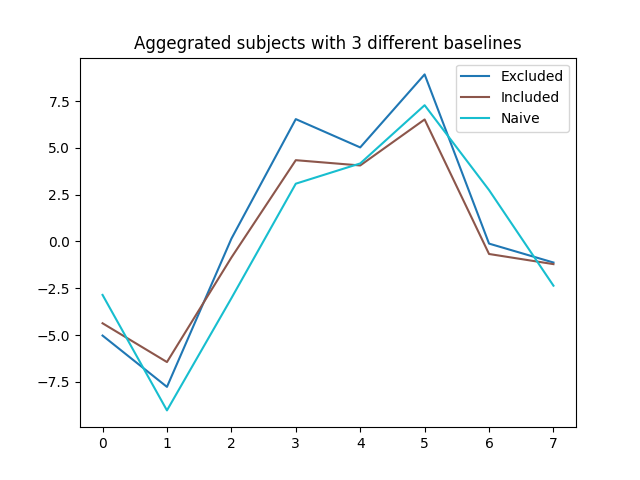 Aggegrated subjects with 3 different baselines
Excluded
Included
Naive
7.5
5.0
2.5
0.0
−2.5
−5.0
−7.5
0 1 2 3 4 5 6 7